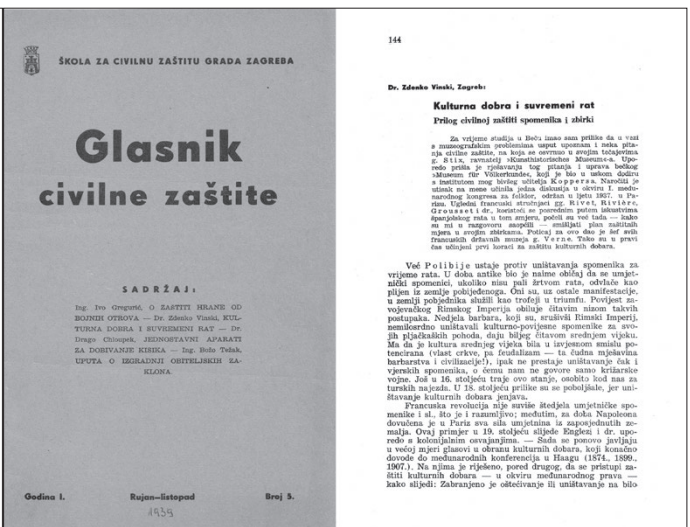 ŠKOLA ZA CIVILNU ZAŠTITU GRADA ZAGREBA
Glasnik
civilne zaštite
SADRŽAJ:
Ing. Ivo Gregurić, O ZAŠTITI HRANE OD
BOJNIH OTROVA — Dr. Zdenko Vinski, KUL-
TURNA DOBRA I SUVREMENI RAT — Dr.
Drago Chloupek, JEDNOSTAVNI APARATI
ZA DOBIVANJE KISIKA — Ing. Božo Težak,
UPUTA O IZGRADNJI OBITELJSKIH ZA-
KLONA
Godina I. Rujan-listopad Broj 5.
1939
144
Dr. Zdenko Vinski, Zagreb:
Kulturna dobra i suvremeni rat
Prilog civilnoj zaštiti spomenika i zbirki
Za vrijeme studija u Beču imao sam prilike da u vezi
s muzeografskim problemima usput upoznam i neka pita-
nja civilne zaštite, na koja se osvrnuo u svojim tečajevima
g. Stix, ravnatelj »Kunsthistorisches Museums-a. Upo-
redo prišla je rješavanju tog pitanja i uprava bečkog
»Museum für Völkerkunde«, koji je bio u uskom dodiru
s institutom mog bivšeg učitelja Koppersa. Naročiti je
utisak na mene učinila jedna diskusija u okviru I. među-
narodnog kongresa za folklor, održan u ljetu 1937. u Pa-
rizu. Ugledni francuski stručnjaci gg. Rivet, Rivière,
Grousset i dr., koristeći se posrednim putem iskustvima
španjolskog rata u tom smjeru, počeli su već tada — kako
su mi u razgovoru saopćili — smišljati plan zaštitnih
mjera u svojim zbirkama. Poticaj za ovo dao je šef svih
francuskih državnih muzeja g. Verne. Tako su u pravi
čas učinjeni prvi koraci za zaštitu kulturnih dobara.
Već Polibije ustaje protiv uništavanja spomenika za
vrijeme rata. U doba antike bio je naime običaj da se umjet-
nički spomenici, ukoliko nisu pali žrtvom rata, odvlače kao
plijen iz zemlje pobijeđenoga. Oni su, uz ostale manifestacije,
u zemlji pobjednika služili kao trofeji u triumfu. Povijest za-
vojevačkog Rimskog Imperija obiluje čitavim nizom takvih
postupaka. Nedjela barbara, koji su, srušivši Rimski Imperij,
nemilosrdno uništavali kulturno-povijesne spomenike za svo-
jih pljačkaških pohoda, daju biljeg čitavom srednjem vijeku.
Ma da je kultura srednjeg vijeka bila u izvjesnom smislu po-
tencirana (vlast crkve, pa feudalizam — ta čudna mješavina
barbarstva i civilizacije!), ipak ne prestaje uništavanje čak i
vjerskih spomenika, o čemu nam ne govore samo križarske
vojne. Još u 16. stoljeću traje ovo stanje, osobito kod nas za
turskih najezda. U 18. stoljeću prilike su se poboljšale, jer uni-
štavanje kulturnih dobara jenjava.
Francuska revolucija nije suviše štedjela umjetničke spo-
menike i sl., što je i razumljivo; međutim, za doba Napoleona
dovučena je u Pariz sva sila umjetnina iz zaposjednutih ze-
malja. Ovaj primjer u 19. stoljeću slijede Englezi i dr. upo-
redo s kolonijalnim osvajanjima. — Sada se ponovo javljaju
u većoj mjeri glasovi u obranu kulturnih dobara, koji konačno
dovode do međunarodnih konferencija u Haagu (1874., 1899.,
1907.). Na njima je riješeno, pored drugog, da se pristupi za-
štiti kulturnih dobara — u okviru međunarodnog prava —
kako slijedi: Zabranjeno je oštećivanje ili uništavanje na bilo